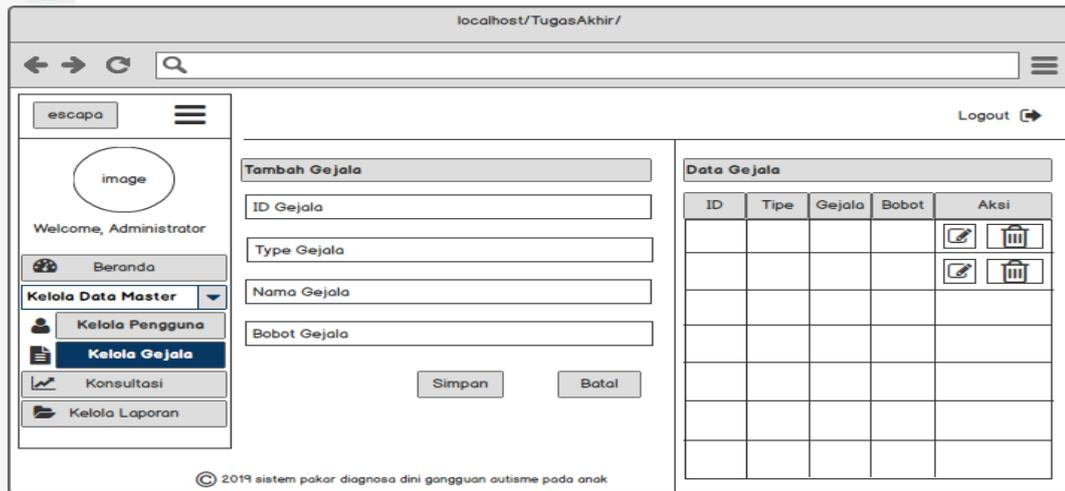 localhost/TugasAkhir/
escapa
Logout
image
Welcome, Administrator
Beranda
Kelola Data Master
Kelola Pengguna
Kelola Gejala
Konsultasi
Kelola Laporan
Tambah Gejala
ID Gejala
Type Gejala
Nama Gejala
Bobot Gejala
Simpan Batal
Data Gejala
ID Tipe Gejala Bobot Aksi
© 2019 sistem pakar diagnosa dini gangguan autisme pada anak